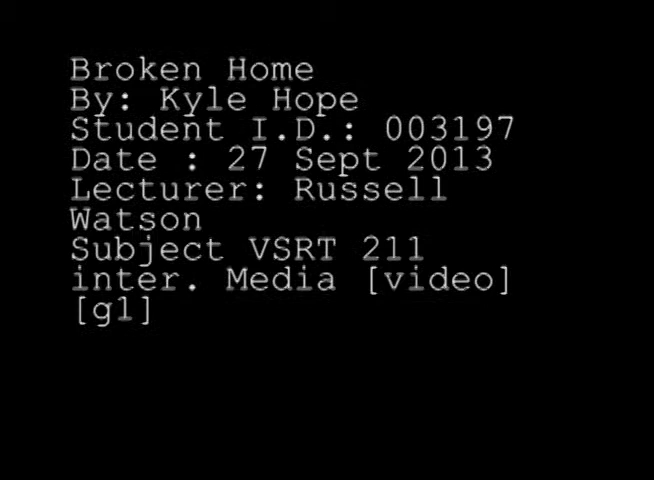 Broken Home
By: Kyle Hope
Student I.D.: 003197
Date : 27 Sept 2013
Lecturer: Russell
Watson
Subject VSRT 211
inter. Media [video]
[g1]